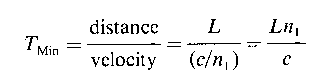 T_Min = distance / velocity = L / (c/n_1) = Ln_1 / c